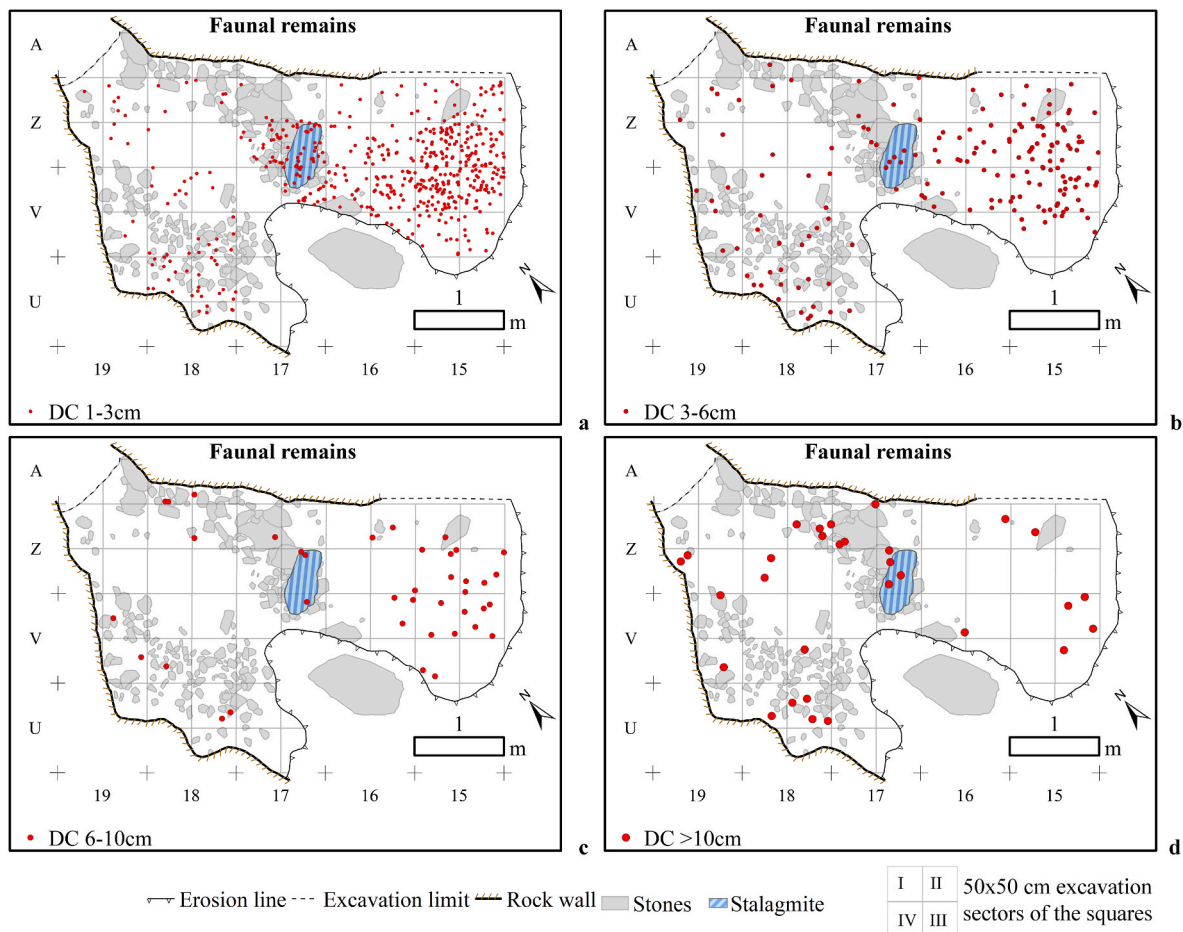 Faunal remains
A
Z
V
U
N
1
m
19 18 17 16 15
DC 1-3cm
a
Faunal remains
A
Z
V
U
N
1
m
19 18 17 16 15
DC 3-6cm
b
Faunal remains
A
Z
V
U
N
1
m
19 18 17 16 15
DC 6-10cm
c
Faunal remains
A
Z
V
U
N
1
m
19 18 17 16 15
DC >10cm
d
Erosion line Excavation limit Rock wall Stones Stalagmite
I II
IV III
50x50 cm excavation
sectors of the squares